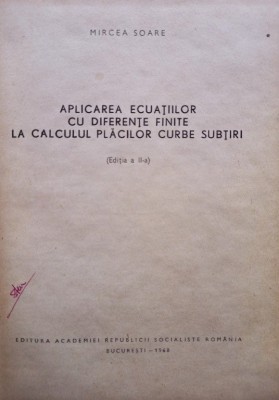 MIRCEA SOARE
APLICAREA ECUAȚIILOR
CU DIFERENȚE FINITE
LA CALCULUL PLĂCILOR CURBE SUBȚIRI
(Ediția a II-a)
EDITURA ACADEMIEI REPUBLICII SOCIALISTE ROMÂNIA
BUCUREȘTI — 1968